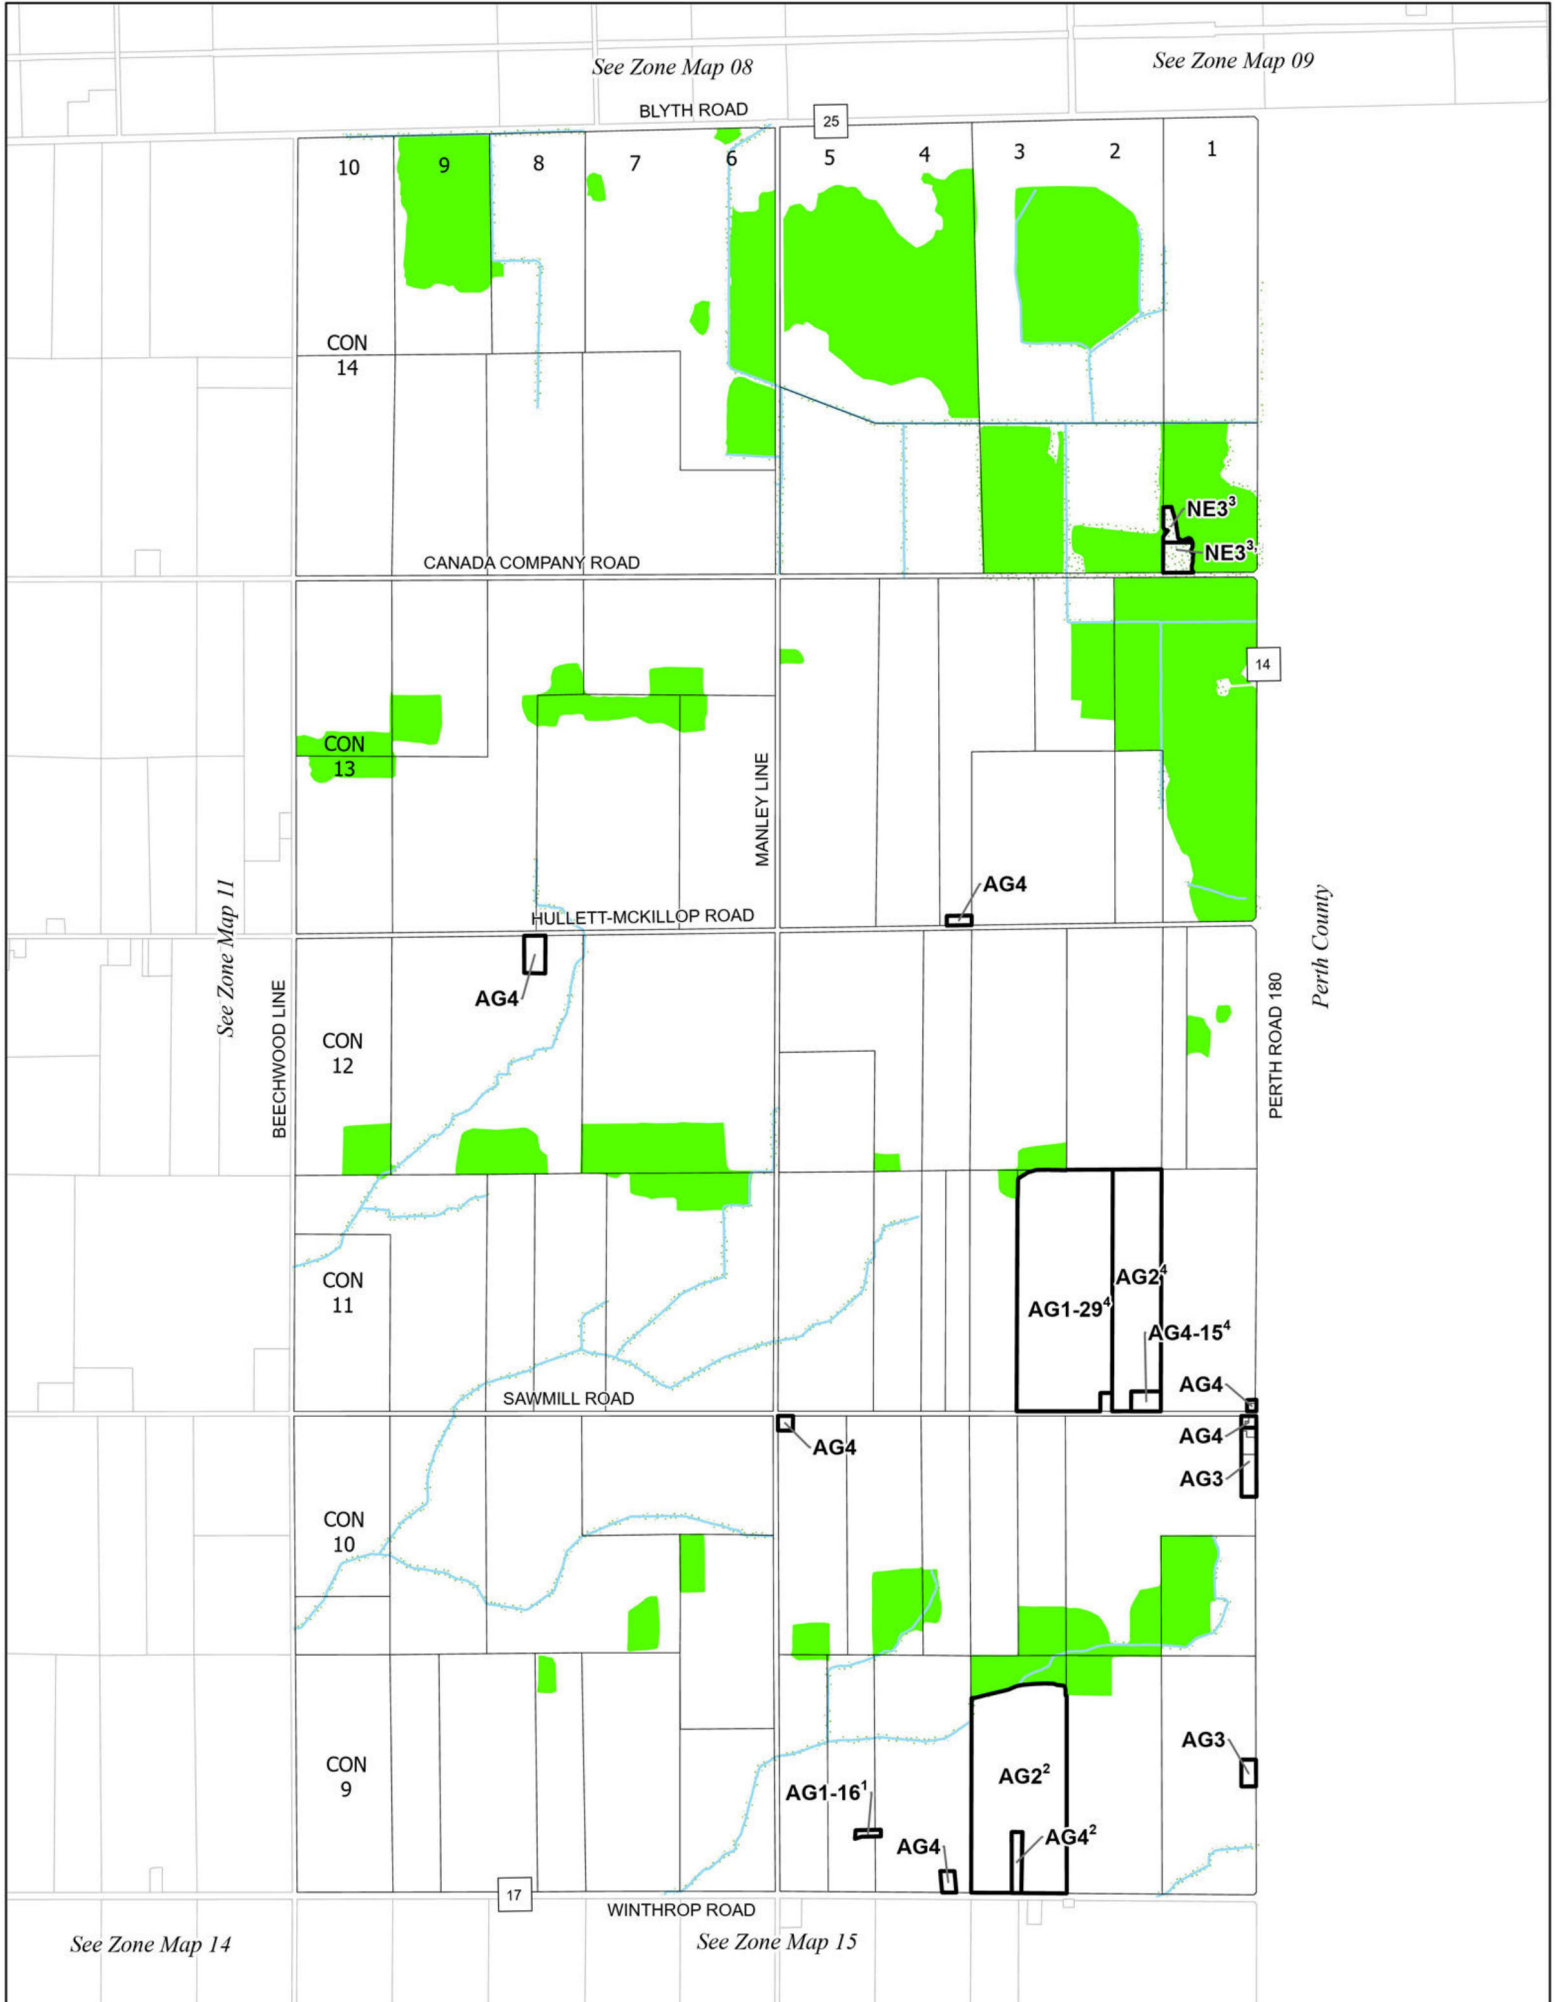 See Zone Map 08
See Zone Map 09
BLYTH ROAD
25
10
9
8
7
6
5
4
3
2
1
CON
14
NE3³
NE3³,
CANADA COMPANY ROAD
14
CON
13
MANLEY LINE
AG4
HULLETT-MCKILLOP ROAD
See Zone Map 11
Perth County
AG4
BEECHWOOD LINE
PERTH ROAD 180
CON
12
AG2⁴
CON
11
AG1-29⁴
AG4-15⁴
AG4
SAWMILL ROAD
AG4
AG4
AG3
CON
10
AG3
CON
9
AG2²
AG1-16¹
AG4²
AG4
17
WINTHROP ROAD
See Zone Map 14
See Zone Map 15